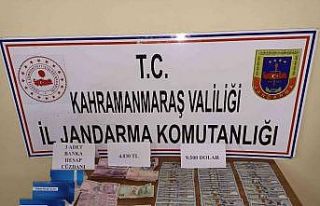 T.C.
KAHRAMANMARAŞ VALİLİĞİ
İL JANDARMA KOMUTANLIĞI
3 ADET
BANKA
HESAP
CÜZDANI
4.830 TL
9.500 DOLAR